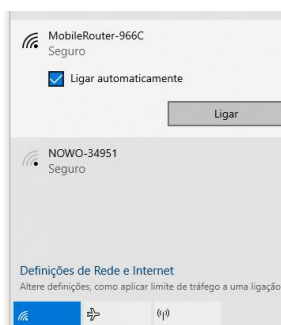 MobileRouter-966C
Seguro
Ligar automaticamente
Ligar
NOWO-34951
Seguro
Definições de Rede e Internet
Altere definições, como aplicar limite de tráfego a uma ligação